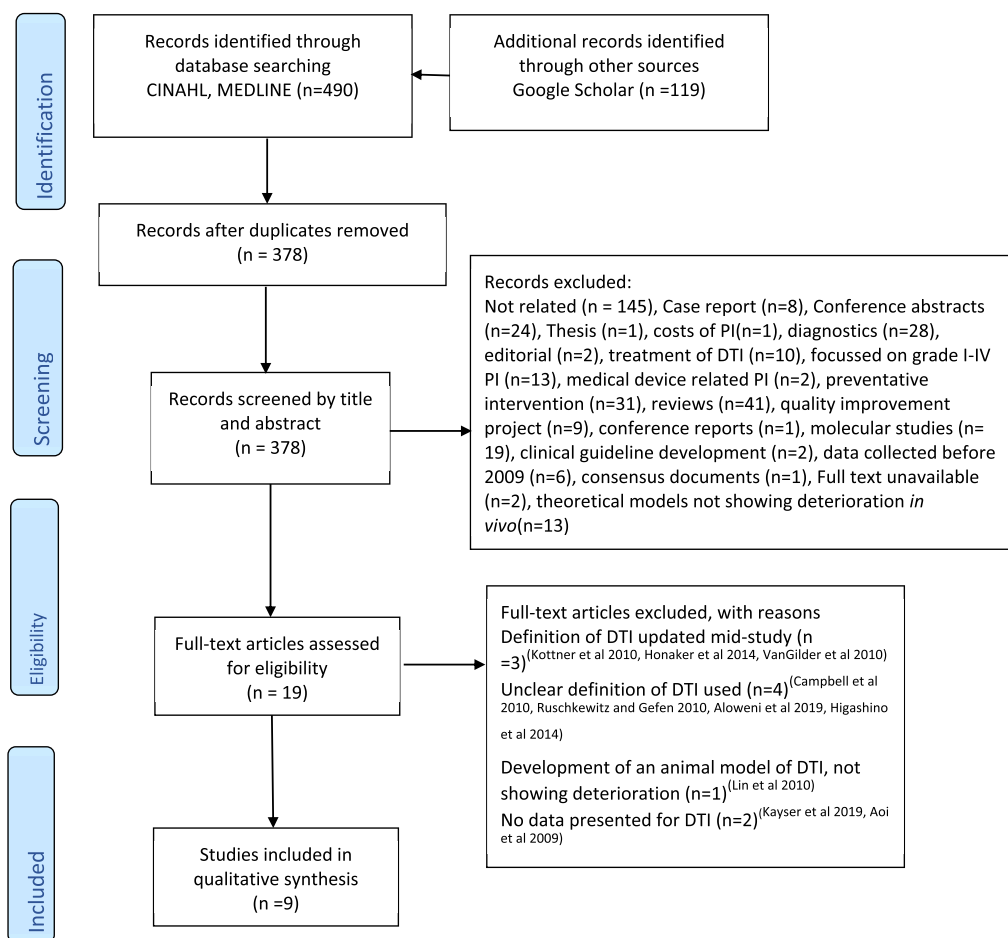 Identification
Records identified through
database searching
CINAHL, MEDLINE (n=490)
Additional records identified
through other sources
Google Scholar (n =119)
Records after duplicates removed
(n = 378)
Screening
Records screened by title
and abstract
(n = 378)
Records excluded:
Not related (n = 145), Case report (n=8), Conference abstracts
(n=24), Thesis (n=1), costs of PI(n=1), diagnostics (n=28),
editorial (n=2), treatment of DTI (n=10), focussed on grade I-IV
PI (n=13), medical device related PI (n=2), preventative
intervention (n=31), reviews (n=41), quality improvement
project (n=9), conference reports (n=1), molecular studies (n=
19), clinical guideline development (n=2), data collected before
2009 (n=6), consensus documents (n=1), Full text unavailable
(n=2), theoretical models not showing deterioration in
vivo(n=13)
Eligibility
Full-text articles assessed
for eligibility
(n = 19)
Full-text articles excluded, with reasons
Definition of DTI updated mid-study (n
=3)(Kottner et al 2010, Honaker et al 2014, VanGilder et al 2010)
Unclear definition of DTI used (n=4)(Campbell et al
2010, Ruschkewitz and Gefen 2010, Aloweni et al 2019, Higashino
et al 2014)
Development of an animal model of DTI, not
showing deterioration (n=1)(Lin et al 2010)
No data presented for DTI (n=2)(Kayser et al 2019, Aoi
et al 2009)
Included
Studies included in
qualitative synthesis
(n =9)